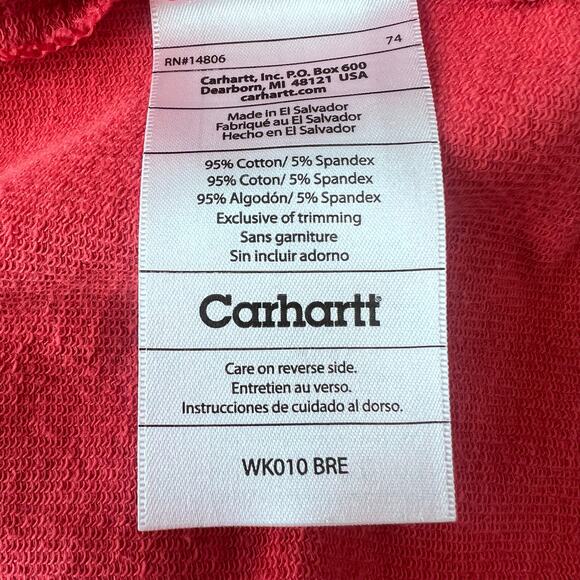 74
RN#14806
Carhartt, Inc. P.O. Box 600
Dearborn, MI 48121 USA
carhartt.com
Made in El Salvador
Fabriqué au El Salvador
Hecho en El Salvador
95% Cotton/ 5% Spandex
95% Coton/ 5% Spandex
95% Algodón/ 5% Spandex
Exclusive of trimming
Sans garniture
Sin incluir adorno
Carhartt®
Care on reverse side.
Entretien au verso.
Instrucciones de cuidado al dorso.
WK010 BRE